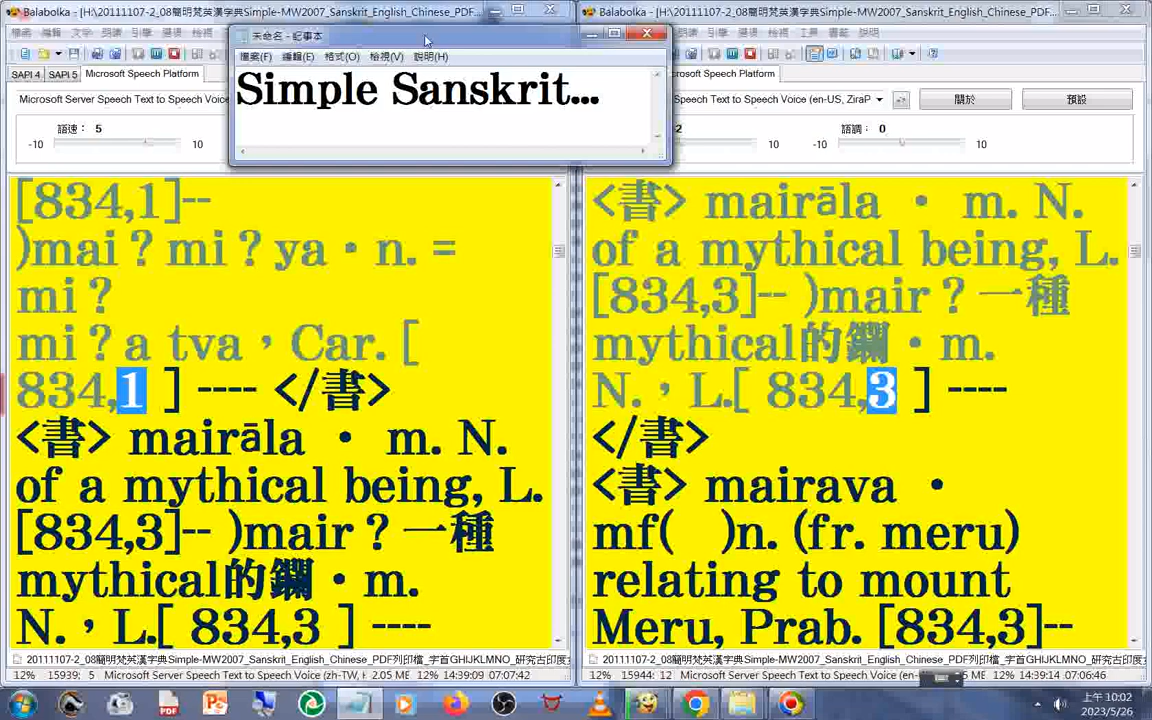 Balabolka - [H:\20111107-2_08簡明梵英漢字典Simple-MW2007_Sanskrit_English_Chinese_PDF...
Balabolka - [H:\20111107-2_08簡明梵英漢字典Simple-MW2007_Sanskrit_English_Chinese_PDF...
未命名 - 記事本
檔案(F) 編輯(E) 格式(O) 檢視(V) 說明(H)
Simple Sanskrit...
SAPI 4 SAPI 5 Microsoft Speech Platform
Platform
Microsoft Server Speech Text to Speech Voice
Speech Text to Speech Voice (en-US, ZiraP
關於
預設
語速： 5
2
語調： 0
-10 10
10 -10 10
[834,1]--
)mai？mi？ya・n. =
mi？
mi？a tva，Car. [
834,1 ] ---- </書>
<書> mairāla • m. N.
of a mythical being, L.
[834,3]-- )mair？一種
mythical的鑭・m.
N.，L.[ 834,3 ] ----
<書> mairāla • m. N.
of a mythical being, L.
[834,3]-- )mair？一種
mythical的鑭・m.
N.，L.[ 834,3 ] ----
</書>
<書> mairava •
mf( )n. (fr. meru)
relating to mount
Meru, Prab. [834,3]--
20111107-2_08簡明梵英漢字典Simple-MW2007_Sanskrit_English_Chinese_PDF列印檔_字首GHIJKLMNO_研究古印度
20111107-2_08簡明梵英漢字典Simple-MW2007_Sanskrit_English_Chinese_PDF列印檔_字首GHIJKLMNO_研究古印度
12% 15939: 5 Microsoft Server Speech Text to Speech Voice (zh-TW, H 2.05 ME 12% 14:39:09 07:07:42
12% 15944: 12 Microsoft Server Speech Text to Speech Voice (en- 12% 14:39:14 07:06:46
上午 10:02
2023/5/26